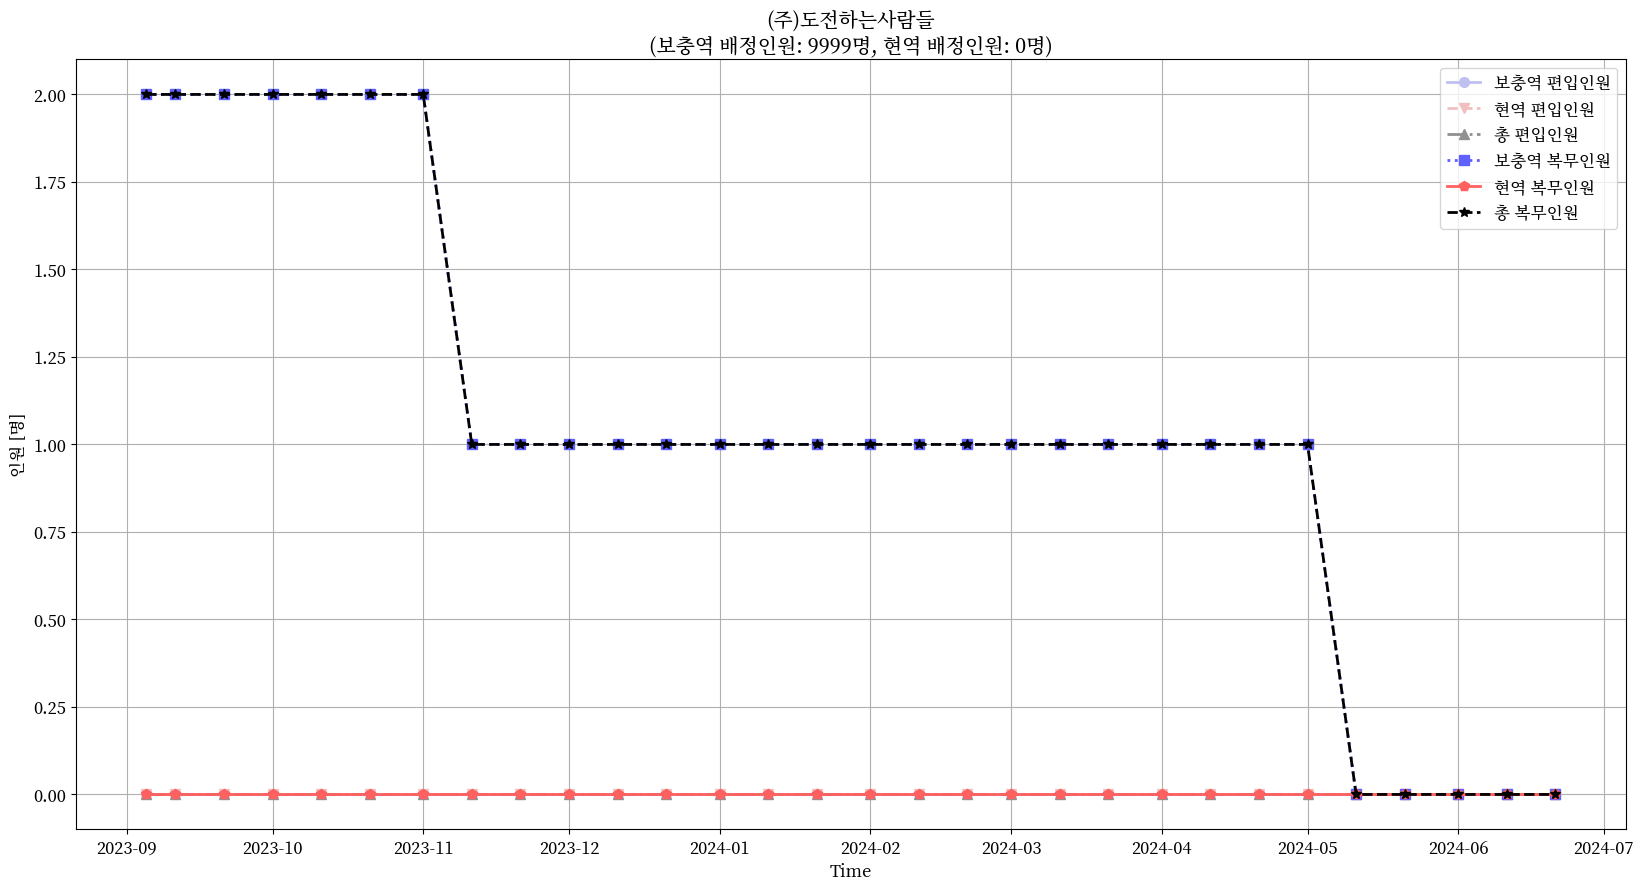 (주)도전하는사람들
(보충역 배정인원: 9999명, 현역 배정인원: 0명)
보충역 편입인원
현역 편입인원
총 편입인원
보충역 복무인원
현역 복무인원
총 복무인원
인원 [명]
2.00
1.75
1.50
1.25
1.00
0.75
0.50
0.25
0.00
2023-09 2023-10 2023-11 2023-12 2024-01 2024-02 2024-03 2024-04 2024-05 2024-06 2024-07
Time